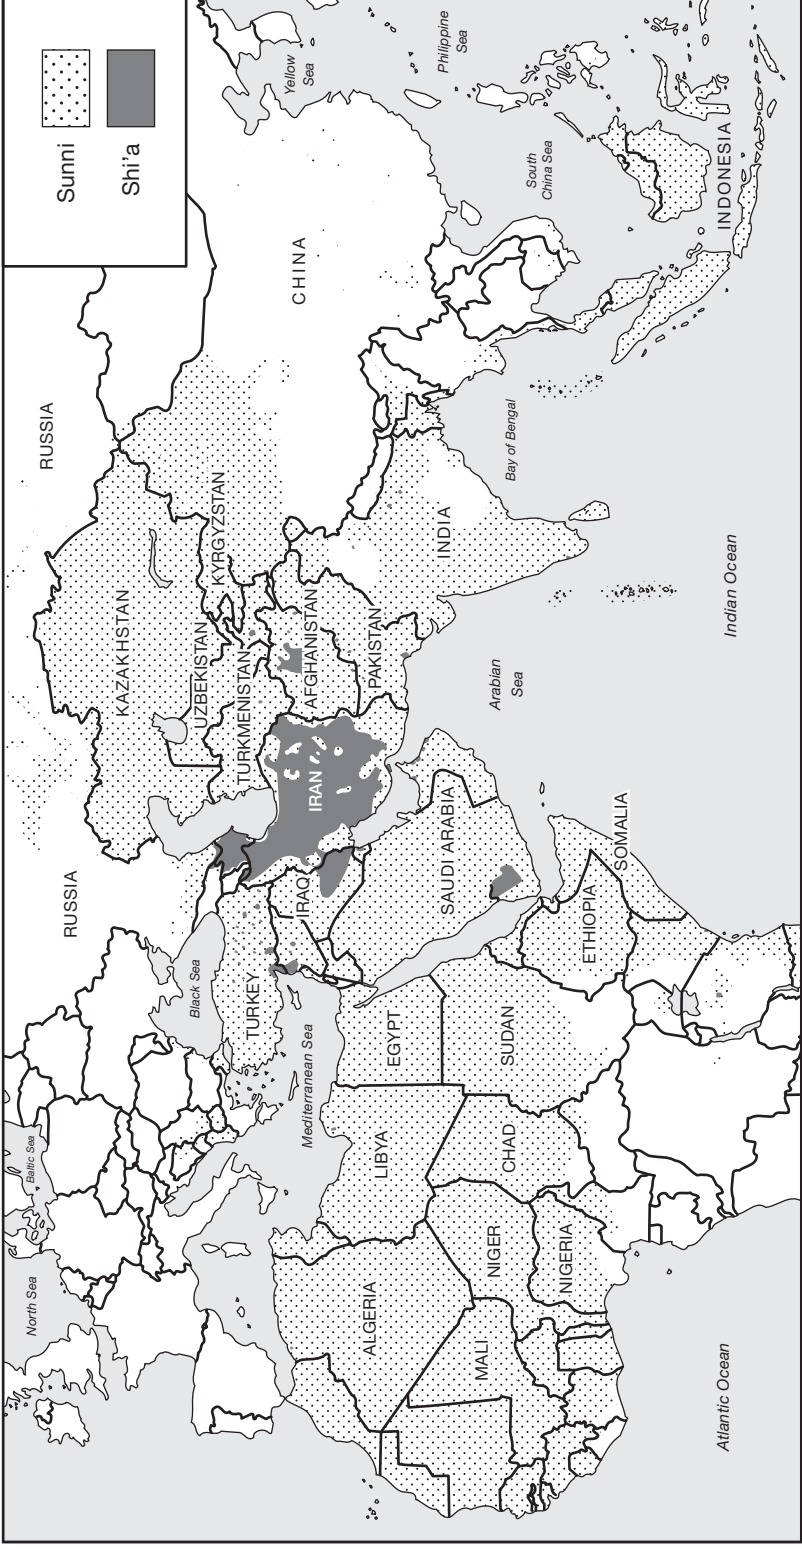 Sunni
Shi'a
North Sea
Baltic Sea
RUSSIA
RUSSIA
KAZAKHSTAN
Black Sea
UZBEKISTAN
KYRGYZSTAN
TURKMENISTAN
TURKEY
Mediterranean Sea
IRAQ
IRAN
AFGHANISTAN
PAKISTAN
CHINA
Yellow
Sea
Philippine
Sea
South
China Sea
INDIA
Bay of Bengal
INDONESIA
ALGERIA
LIBYA
EGYPT
SAUDI ARABIA
Arabian
Sea
MALI
NIGER
CHAD
SUDAN
NIGERIA
ETHIOPIA
SOMALIA
Atlantic Ocean
Indian Ocean